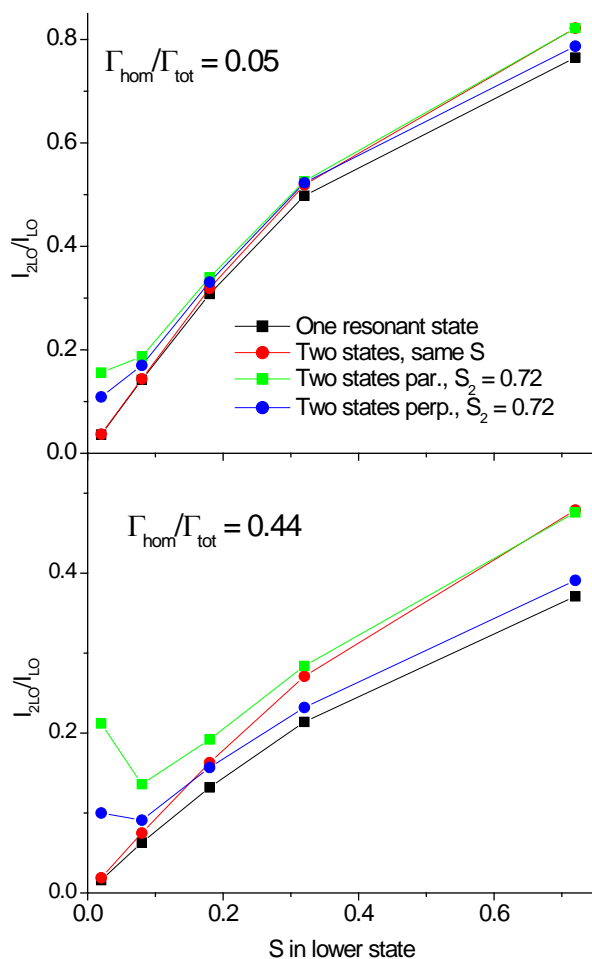 0.8
Γhom/Γtot = 0.05
0.6
I2LO/ILO
0.4
One resonant state
Two states, same S
0.2
Two states par., S2 = 0.72
Two states perp., S2 = 0.72
0.0
Γhom/Γtot = 0.44
0.4
I2LO/ILO
0.2
0.0
0.0 0.2 0.4 0.6
S in lower state